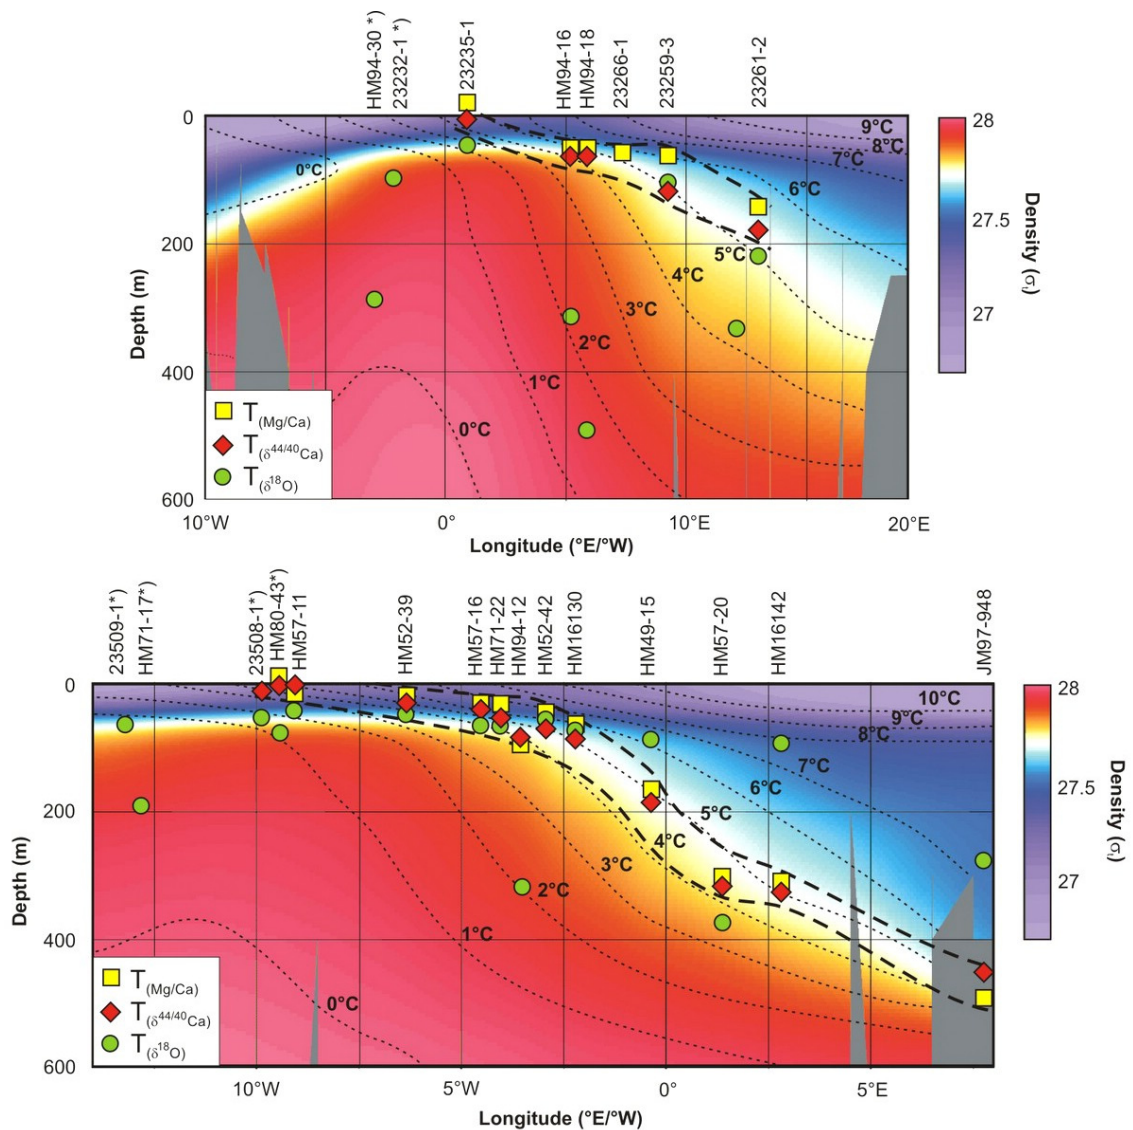 HM94-30 *)
23232-1 *)
23235-1
HM94-16
HM94-18
23266-1
23259-3
23261-2
0
200
400
600
Depth (m)
0°C
9°C
8°C
7°C
6°C
5°C
4°C
3°C
2°C
1°C
0°C
T(Mg/Ca)
T(δ44/40Ca)
T(δ18O)
10°W
0°
10°E
20°E
Longitude (°E/°W)
28
27.5
27
Density (σt)
23509-1*)
HM71-17*)
23508-1*)
HM80-43*)
HM57-11
HM52-39
HM57-16
HM71-22
HM94-12
HM52-42
HM16130
HM49-15
HM57-20
HM16142
JM97-948
0
200
400
600
Depth (m)
10°C
9°C
8°C
7°C
6°C
5°C
4°C
3°C
2°C
1°C
0°C
T(Mg/Ca)
T(δ44/40Ca)
T(δ18O)
10°W
5°W
0°
5°E
Longitude (°E/°W)
28
27.5
27
Density (σt)